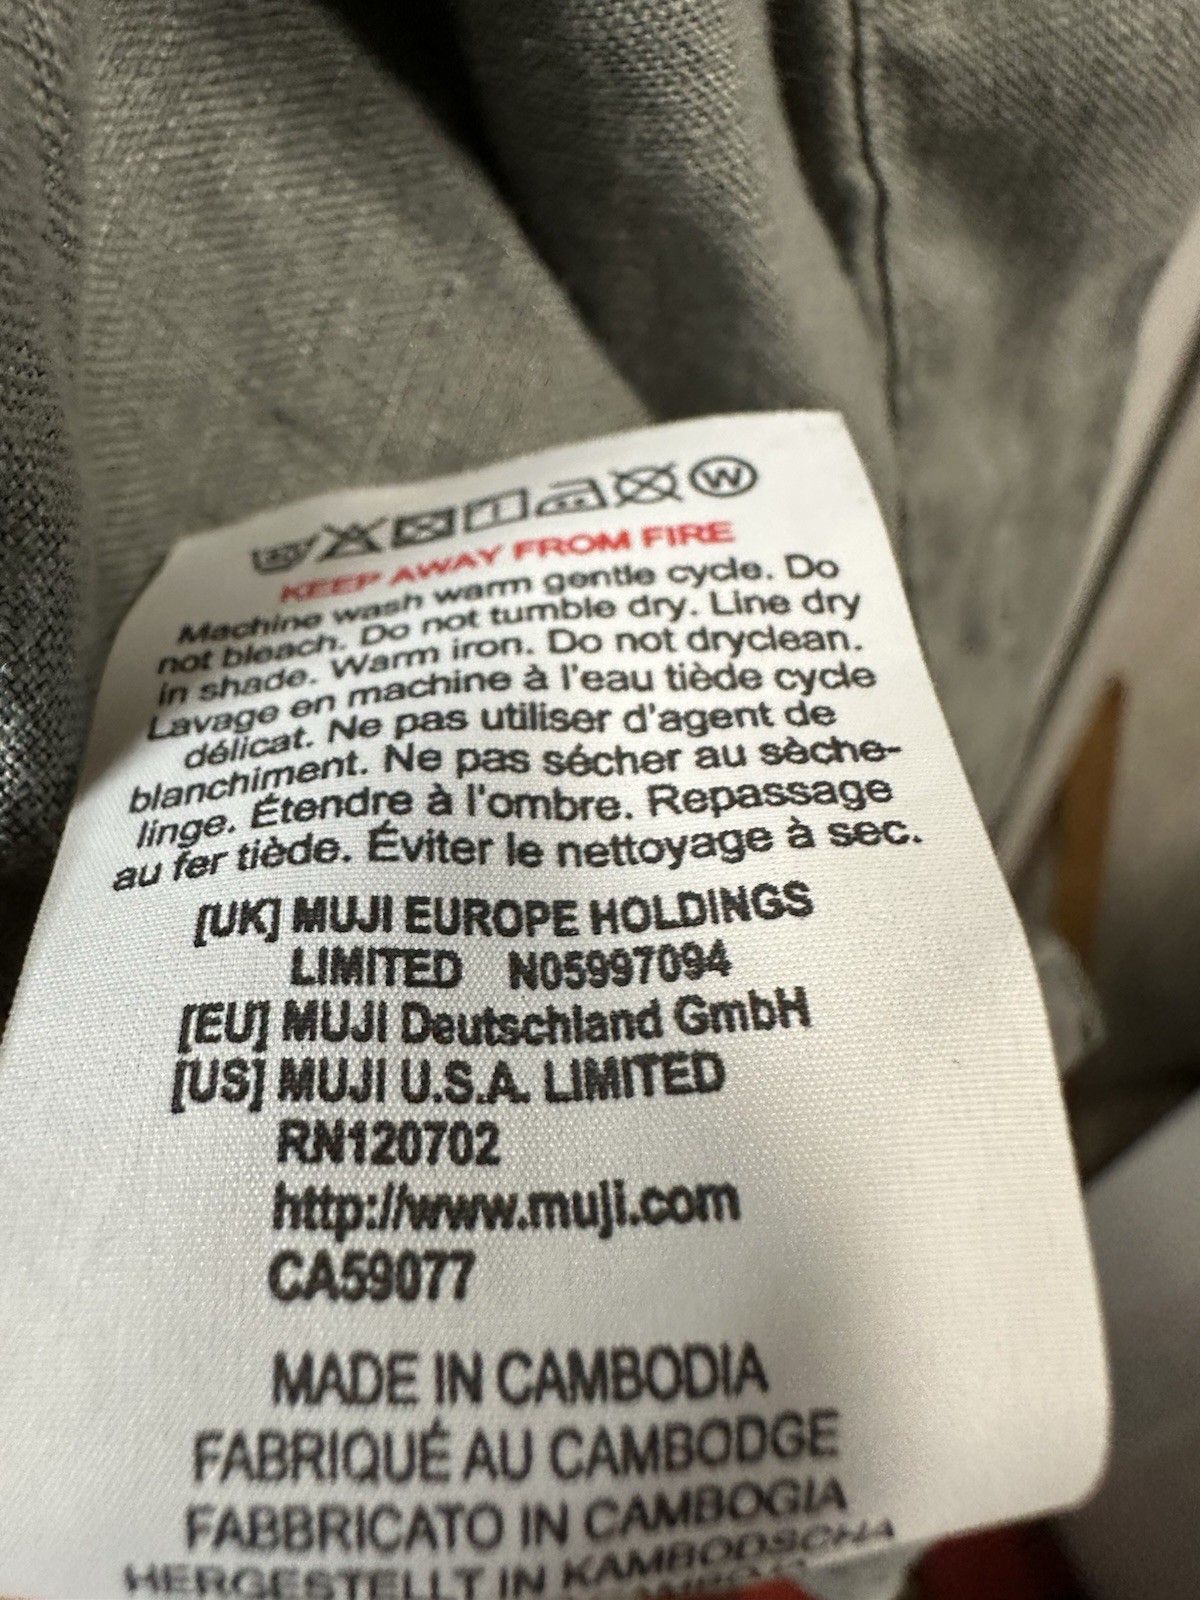 KEEP AWAY FROM FIRE
Machine wash warm gentle cycle. Do
not bleach. Do not tumble dry. Line dry
in shade. Warm iron. Do not dryclean.
Lavage en machine à l'eau tiède cycle
délicat. Ne pas utiliser d'agent de
blanchiment. Ne pas sécher au sèche-
linge. Étendre à l'ombre. Repassage
au fer tiède. Éviter le nettoyage à sec.
[UK] MUJI EUROPE HOLDINGS
LIMITED N05997094
[EU] MUJI Deutschland GmbH
[US] MUJI U.S.A. LIMITED
RN120702
http://www.muji.com
CA59077
MADE IN CAMBODIA
FABRIQUÉ AU CAMBODGE
FABBRICATO IN CAMBOGIA
HERGESTELLT IN KAMBODSCHA